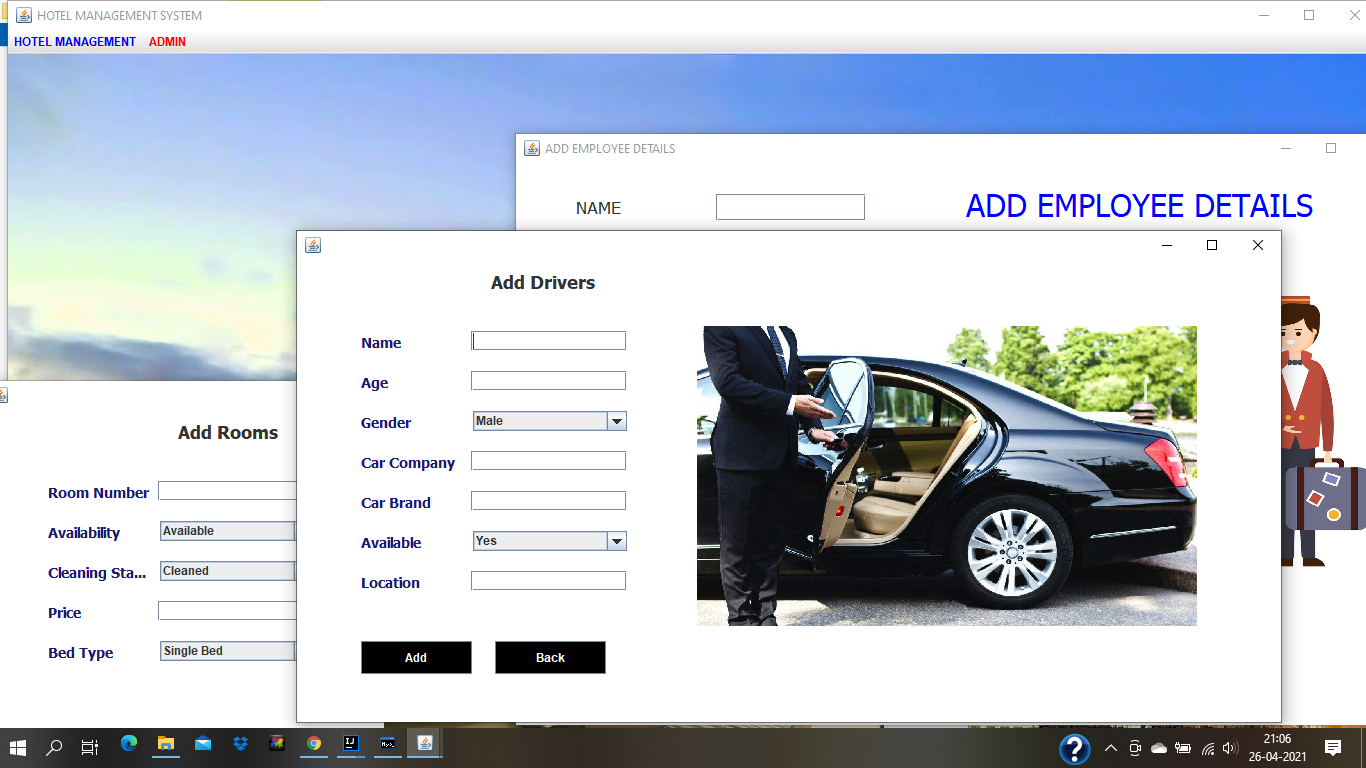 HOTEL MANAGEMENT SYSTEM
HOTEL MANAGEMENT ADMIN
ADD EMPLOYEE DETAILS
NAME
ADD EMPLOYEE DETAILS
Add Drivers
Name
Age
Gender Male
Car Company
Car Brand
Available Yes
Location
Add Back
Add Rooms
Room Number
Availability Available
Cleaning Sta... Cleaned
Price
Bed Type Single Bed
21:06
26-04-2021